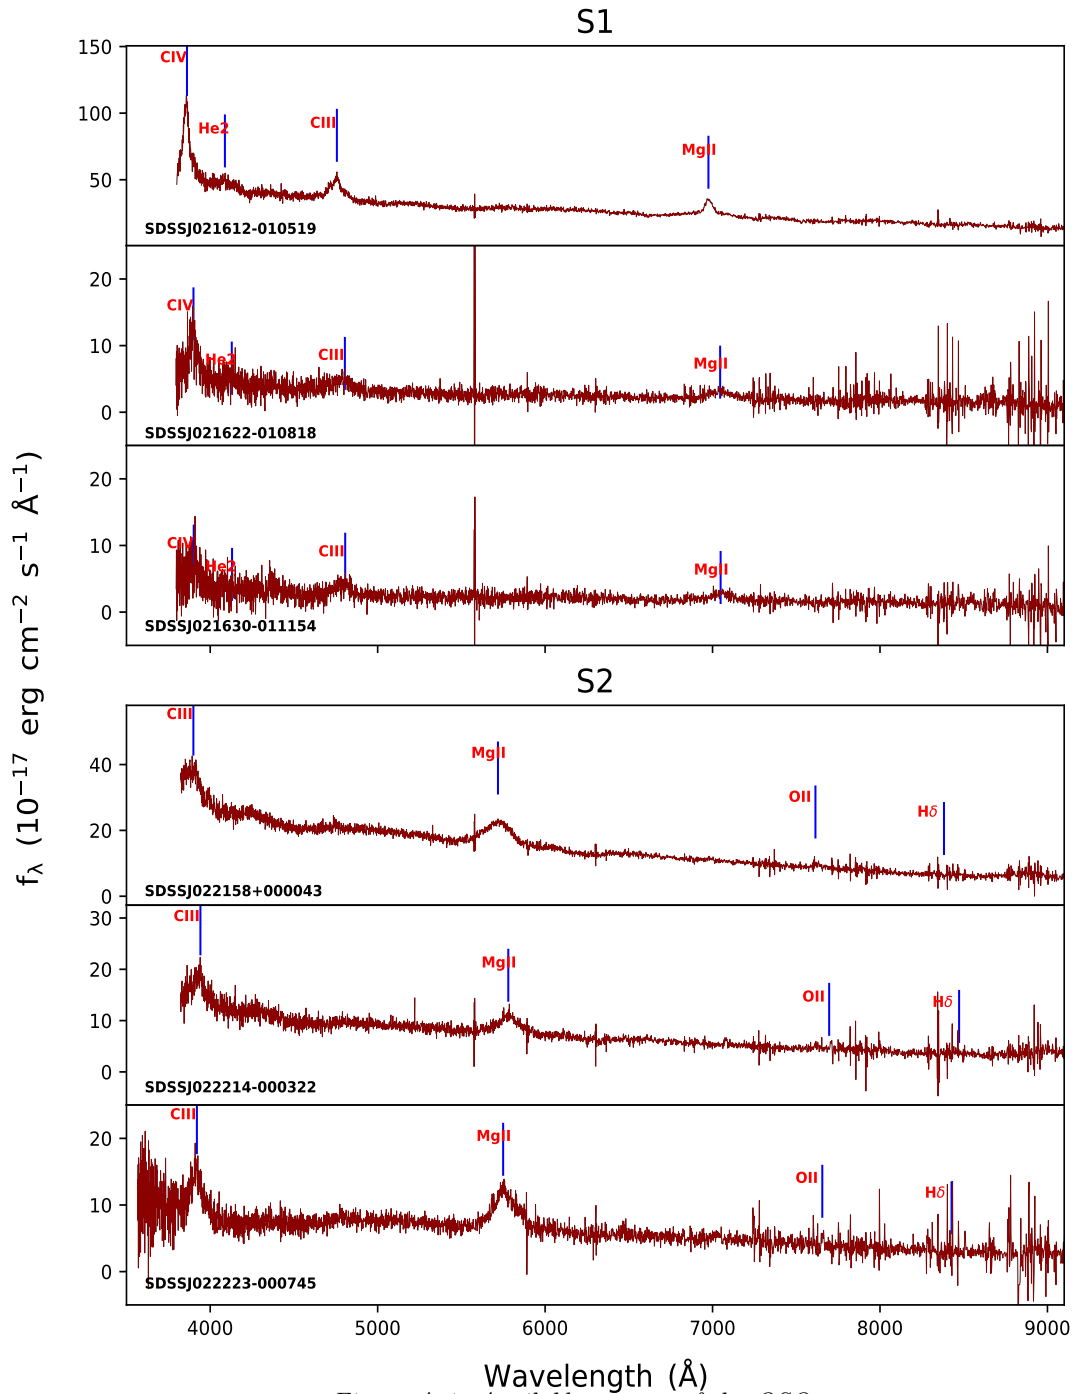 S1
150
100
50
CIV
He2
CIII
MgII
SDSSJ021612-010519
20
10
0
CIV
He2
CIII
MgII
SDSSJ021622-010818
20
10
0
CIV
He2
CIII
MgII
SDSSJ021630-011154
S2
40
20
0
CIII
MgII
OII
Hδ
SDSSJ022158+000043
30
20
10
0
CIII
MgII
OII
Hδ
SDSSJ022214-000322
20
10
0
CIII
MgII
OII
Hδ
SDSSJ022223-000745
4000 5000 6000 7000 8000 9000
Wavelength (Å)
fλ (10⁻¹⁷ erg cm⁻² s⁻¹ Å⁻¹)